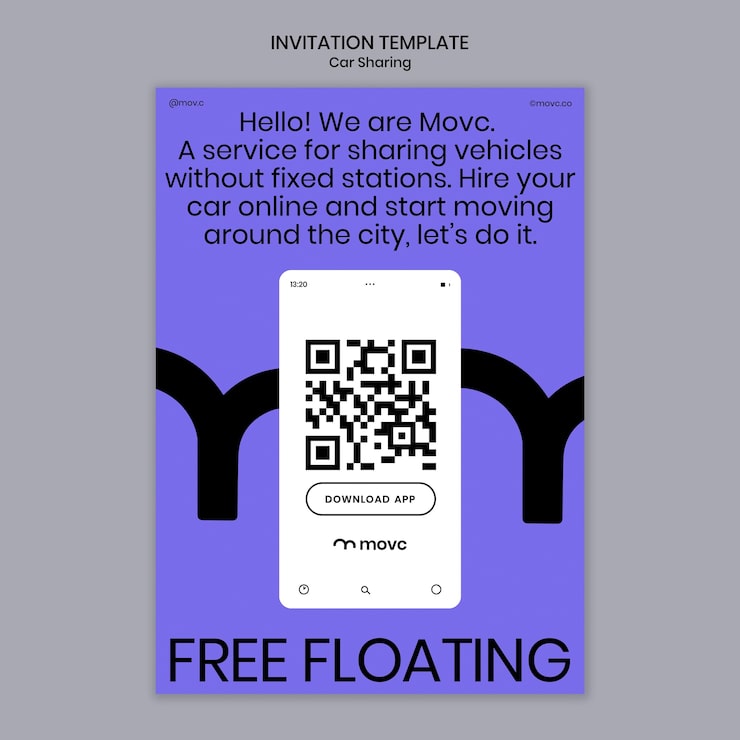 INVITATION TEMPLATE
Car Sharing
@mov.c
©movc.co
Hello! We are Movc.
A service for sharing vehicles
without fixed stations. Hire your
car online and start moving
around the city, let's do it.
13:20
DOWNLOAD APP
movc
FREE FLOATING